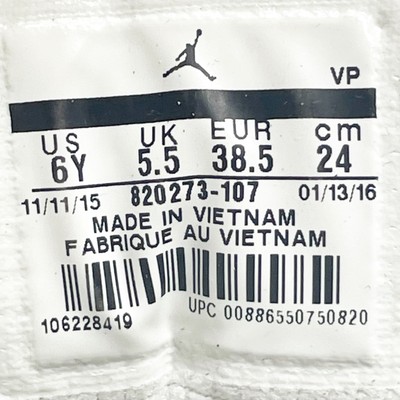 VP
US UK EUR cm
6Y 5.5 38.5 24
11/11/15 820273-107 01/13/16
MADE IN VIETNAM
FABRIQUE AU VIETNAM
106228419 UPC 00886550750820